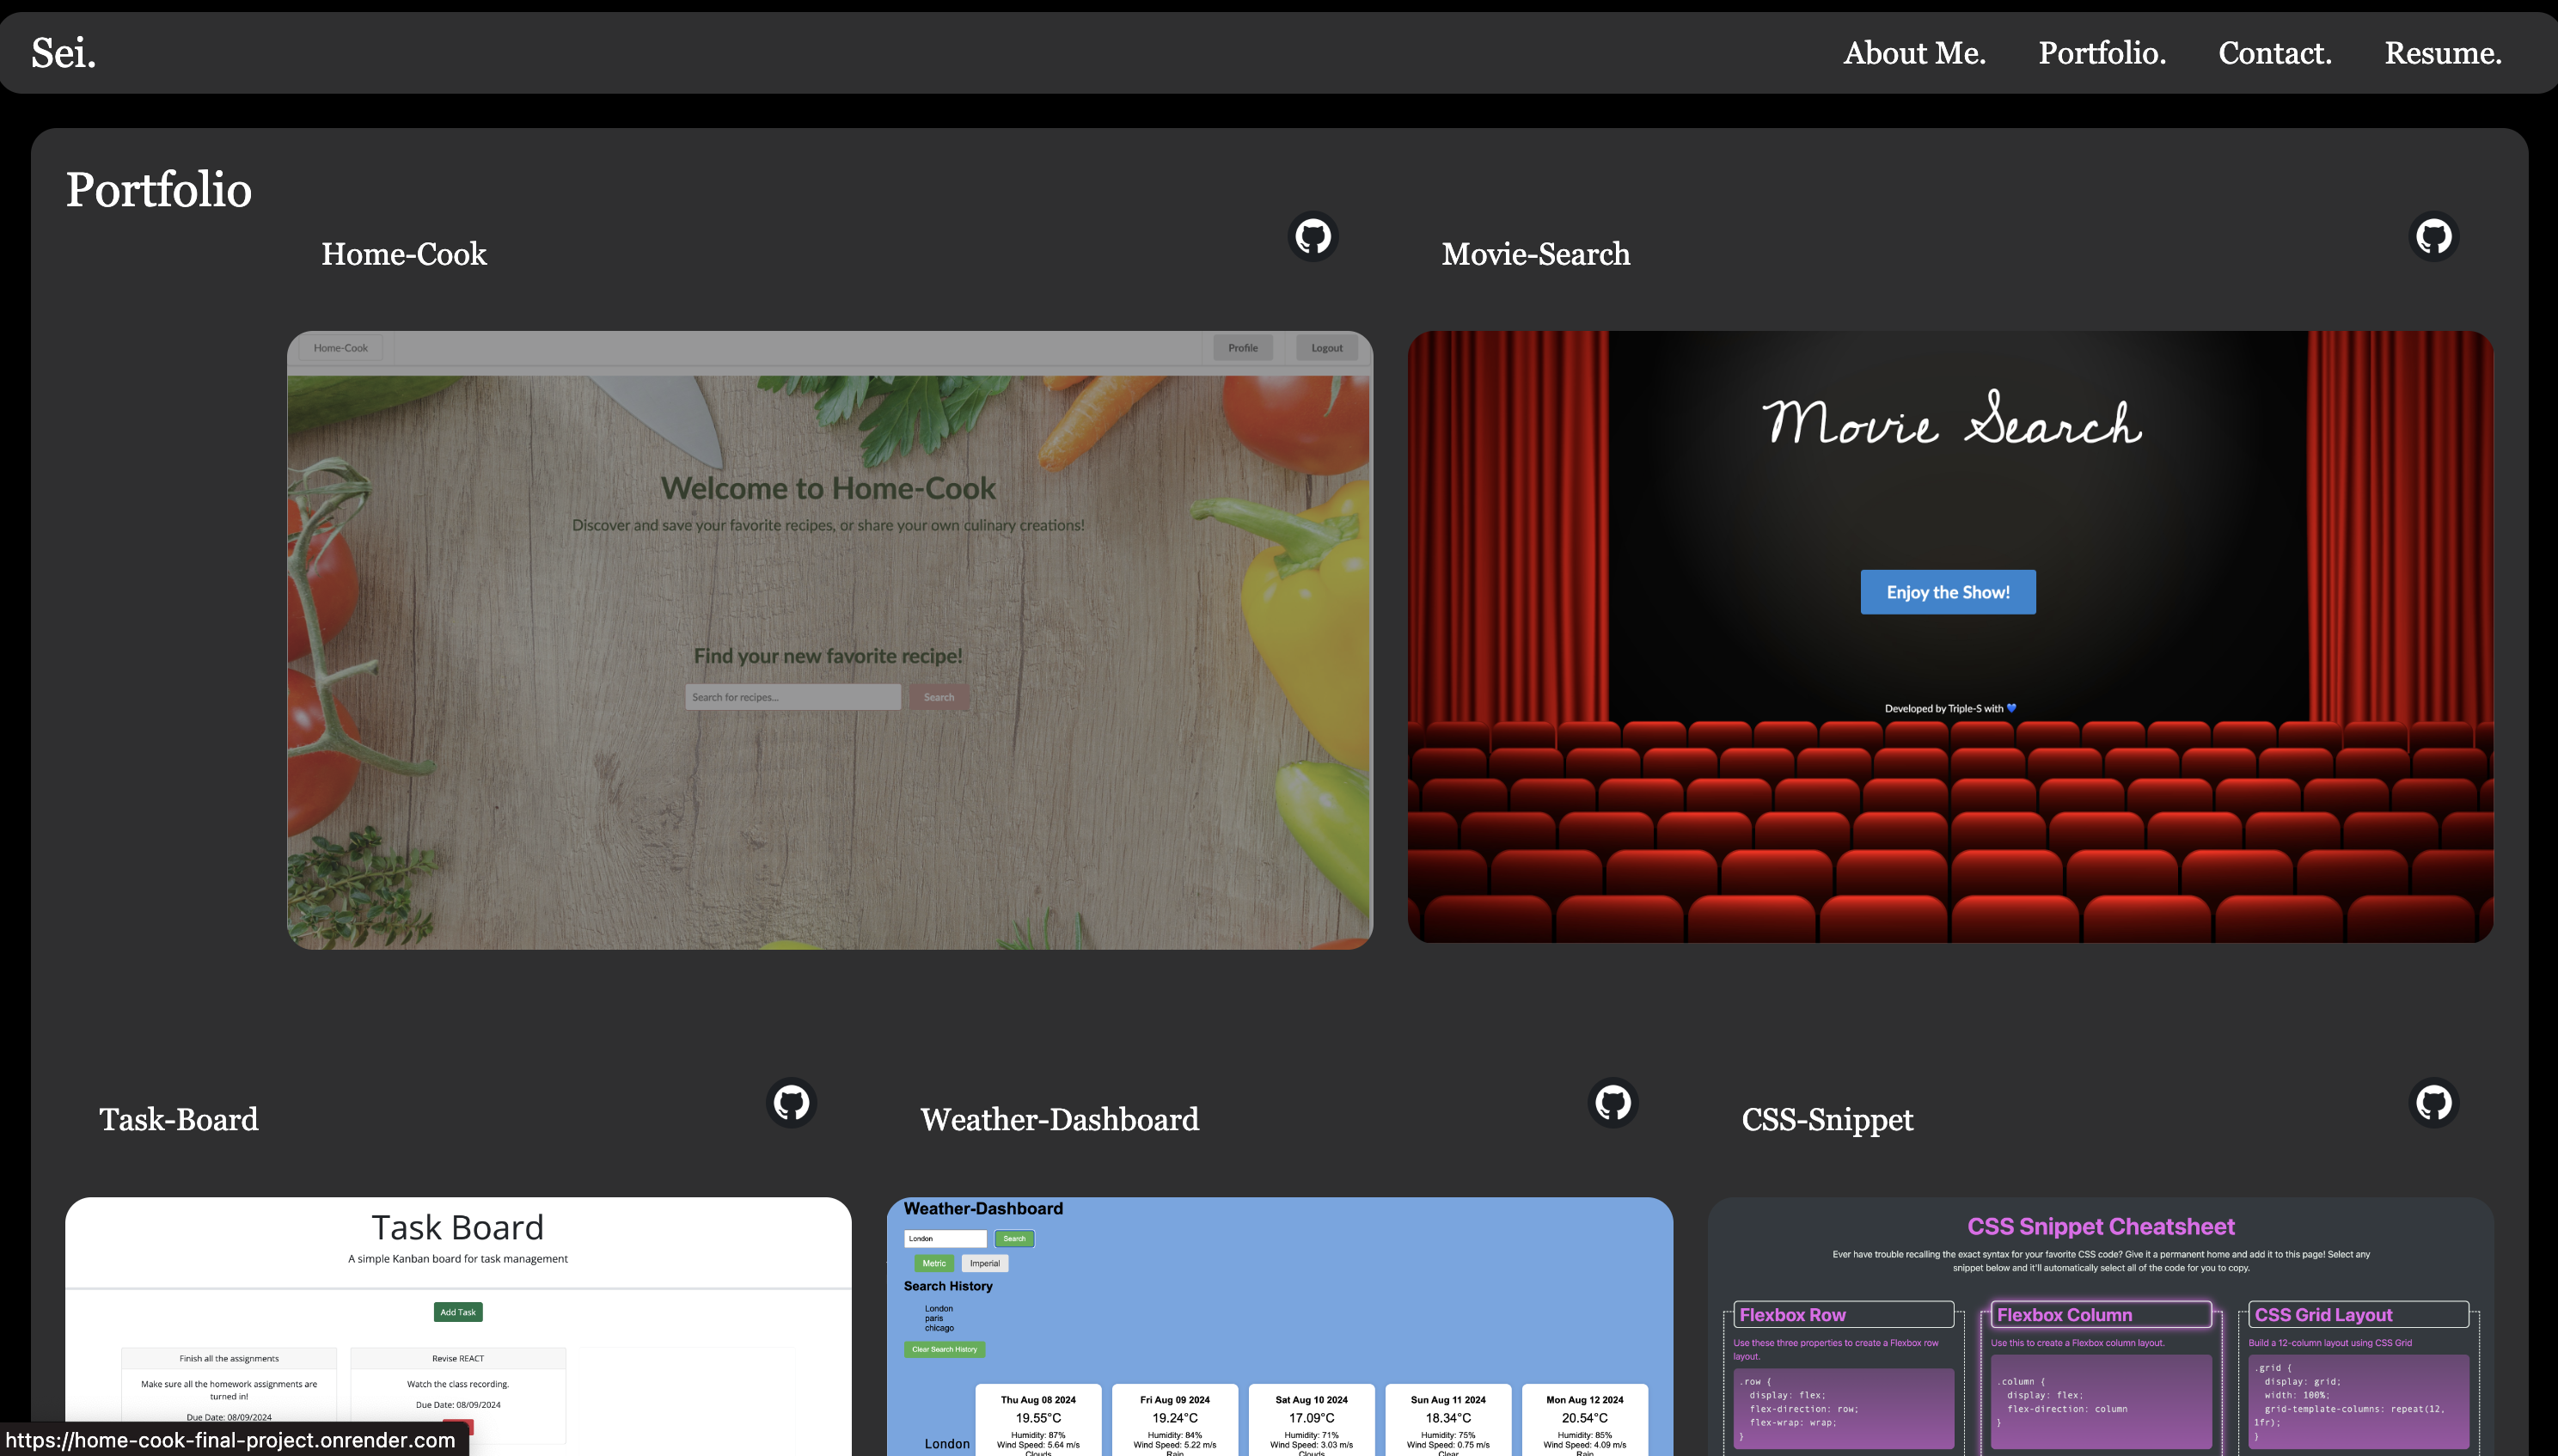 Sei.
About Me. Portfolio. Contact. Resume.
Portfolio
Home-Cook
Movie-Search
Home-Cook
Profile
Logout
Welcome to Home-Cook
Discover and save your favorite recipes, or share your own culinary creations!
Find your new favorite recipe!
Search for recipes...
Search
Movie Search
Enjoy the Show!
Developed by Triple-S with 💙
Task-Board
Weather-Dashboard
CSS-Snippet
Task Board
A simple Kanban board for task management
Add Task
Finish all the assignments
Make sure all the homework assignments are
turned in!
Due Date: 08/09/2024
Revise REACT
Watch the class recording.
Due Date: 08/09/2024
Weather-Dashboard
London
Search
Metric
Imperial
Search History
London
paris
chicago
Clear Search History
London
Thu Aug 08 2024
19.55°C
Humidity: 87%
Wind Speed: 5.64 m/s
Clouds
Fri Aug 09 2024
19.24°C
Humidity: 84%
Wind Speed: 5.22 m/s
Rain
Sat Aug 10 2024
17.09°C
Humidity: 71%
Wind Speed: 3.03 m/s
Clouds
Sun Aug 11 2024
18.34°C
Humidity: 75%
Wind Speed: 0.75 m/s
Clear
Mon Aug 12 2024
20.54°C
Humidity: 85%
Wind Speed: 4.09 m/s
Rain
CSS Snippet Cheatsheet
Ever have trouble recalling the exact syntax for your favorite CSS code? Give it a permanent home and add it to this page! Select any
snippet below and it'll automatically select all of the code for you to copy.
Flexbox Row
Use these three properties to create a Flexbox row
layout.
.row {
display: flex;
flex-direction: row;
flex-wrap: wrap;
}
Flexbox Column
Use this to create a Flexbox column layout.
.column {
display: flex;
flex-direction: column
}
CSS Grid Layout
Build a 12-column layout using CSS Grid
.grid {
display: grid;
width: 100%;
grid-template-columns: repeat(12,
1fr);
}
https://home-cook-final-project.onrender.com